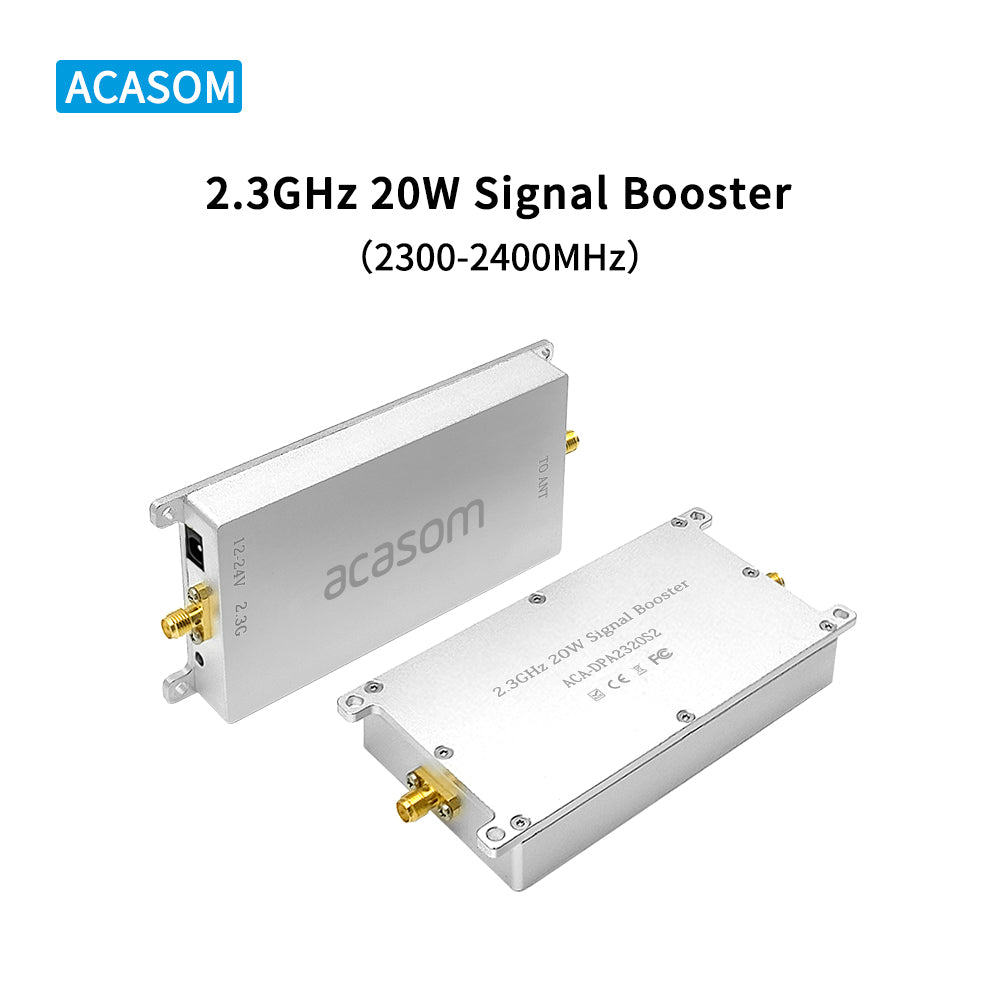 ACASOM
2.3GHz 20W Signal Booster
（2300-2400MHz）
acasom
TO ANT
12-24V 2.3G
2.3GHz 20W Signal Booster
ACA-DPA2320S2
CE FC